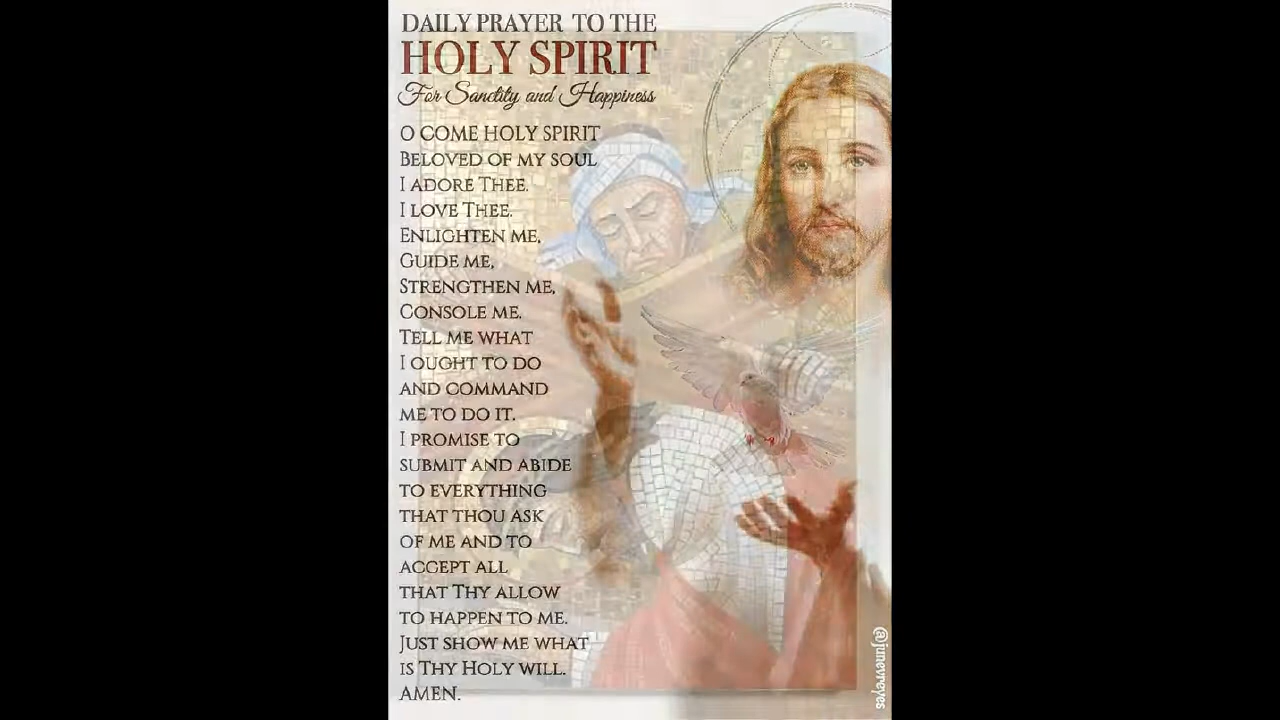 DAILY PRAYER TO THE
HOLY SPIRIT
For Sanctity and Happiness
O COME HOLY SPIRIT
BELOVED OF MY SOUL
I ADORE THEE.
I LOVE THEE.
ENLIGHTEN ME,
GUIDE ME,
STRENGTHEN ME,
CONSOLE ME.
TELL ME WHAT
I OUGHT TO DO
AND COMMAND
ME TO DO IT.
I PROMISE TO
SUBMIT AND ABIDE
TO EVERYTHING
THAT THOU ASK
OF ME AND TO
ACCEPT ALL
THAT THY ALLOW
TO HAPPEN TO ME.
JUST SHOW ME WHAT
IS THY HOLY WILL.
AMEN.
@junevreyes